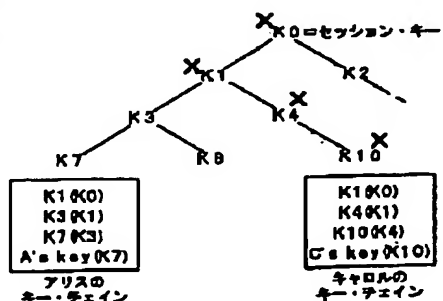 ×K0=セッション・キー
×K1 K2
K3 K4×
K7 K8 K10×
K1(K0)
K3(K1)
K7(K3)
A's key(K7)
アリスの
キー・チェイン
K1(K0)
K4(K1)
K10(K4)
C's key(K10)
キャロルの
キー・チェイン